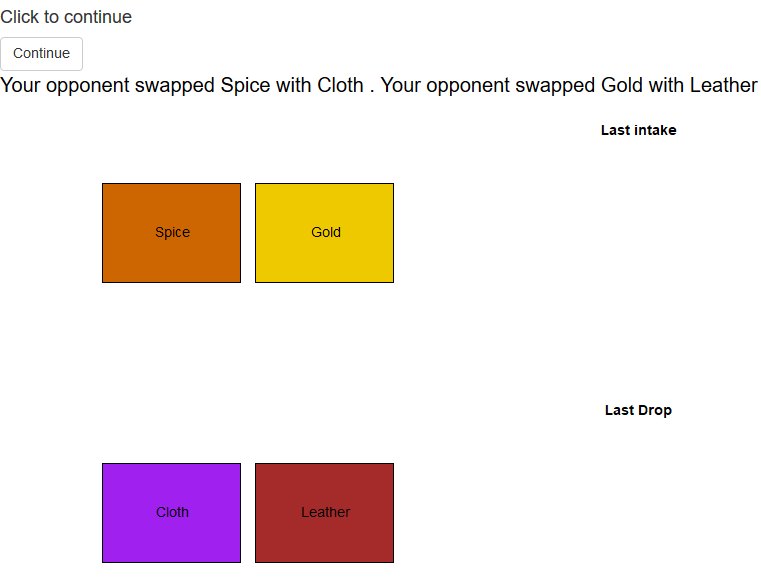 Click to continue
Continue
Your opponent swapped Spice with Cloth . Your opponent swapped Gold with Leather
Last intake
Spice Gold
Last Drop
Cloth Leather